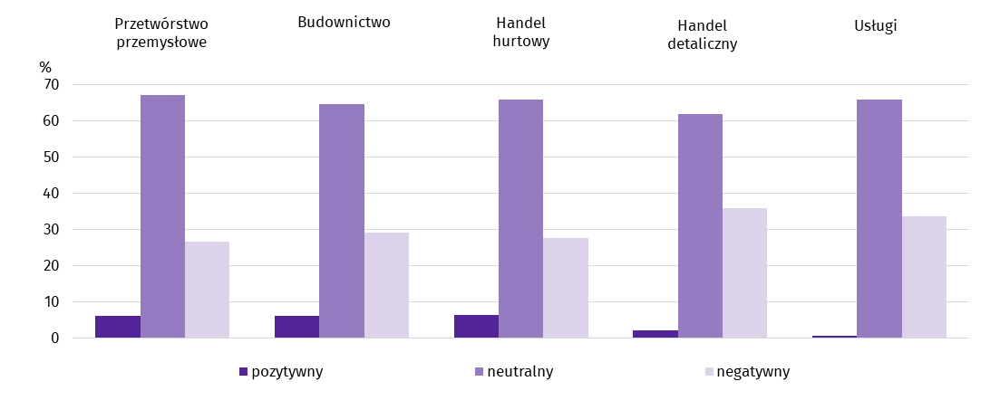 Przetwórstwo
przemysłowe
Budownictwo
Handel
hurtowy
Handel
detaliczny
Usługi
%
70
60
50
40
30
20
10
0
pozytywny
neutralny
negatywny